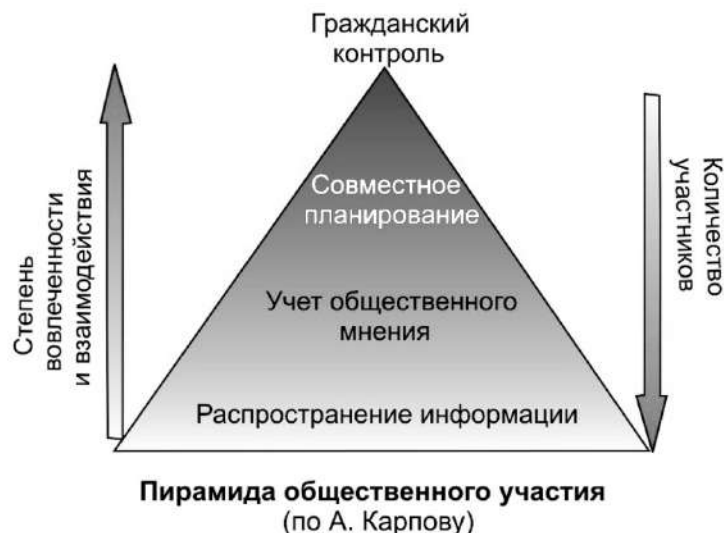 Гражданский
контроль
Степень
вовлеченности
и взаимодействия
Совместное
планирование
Количество
участников
Учет общественного
мнения
Распространение информации
Пирамида общественного участия
(по А. Карпову)